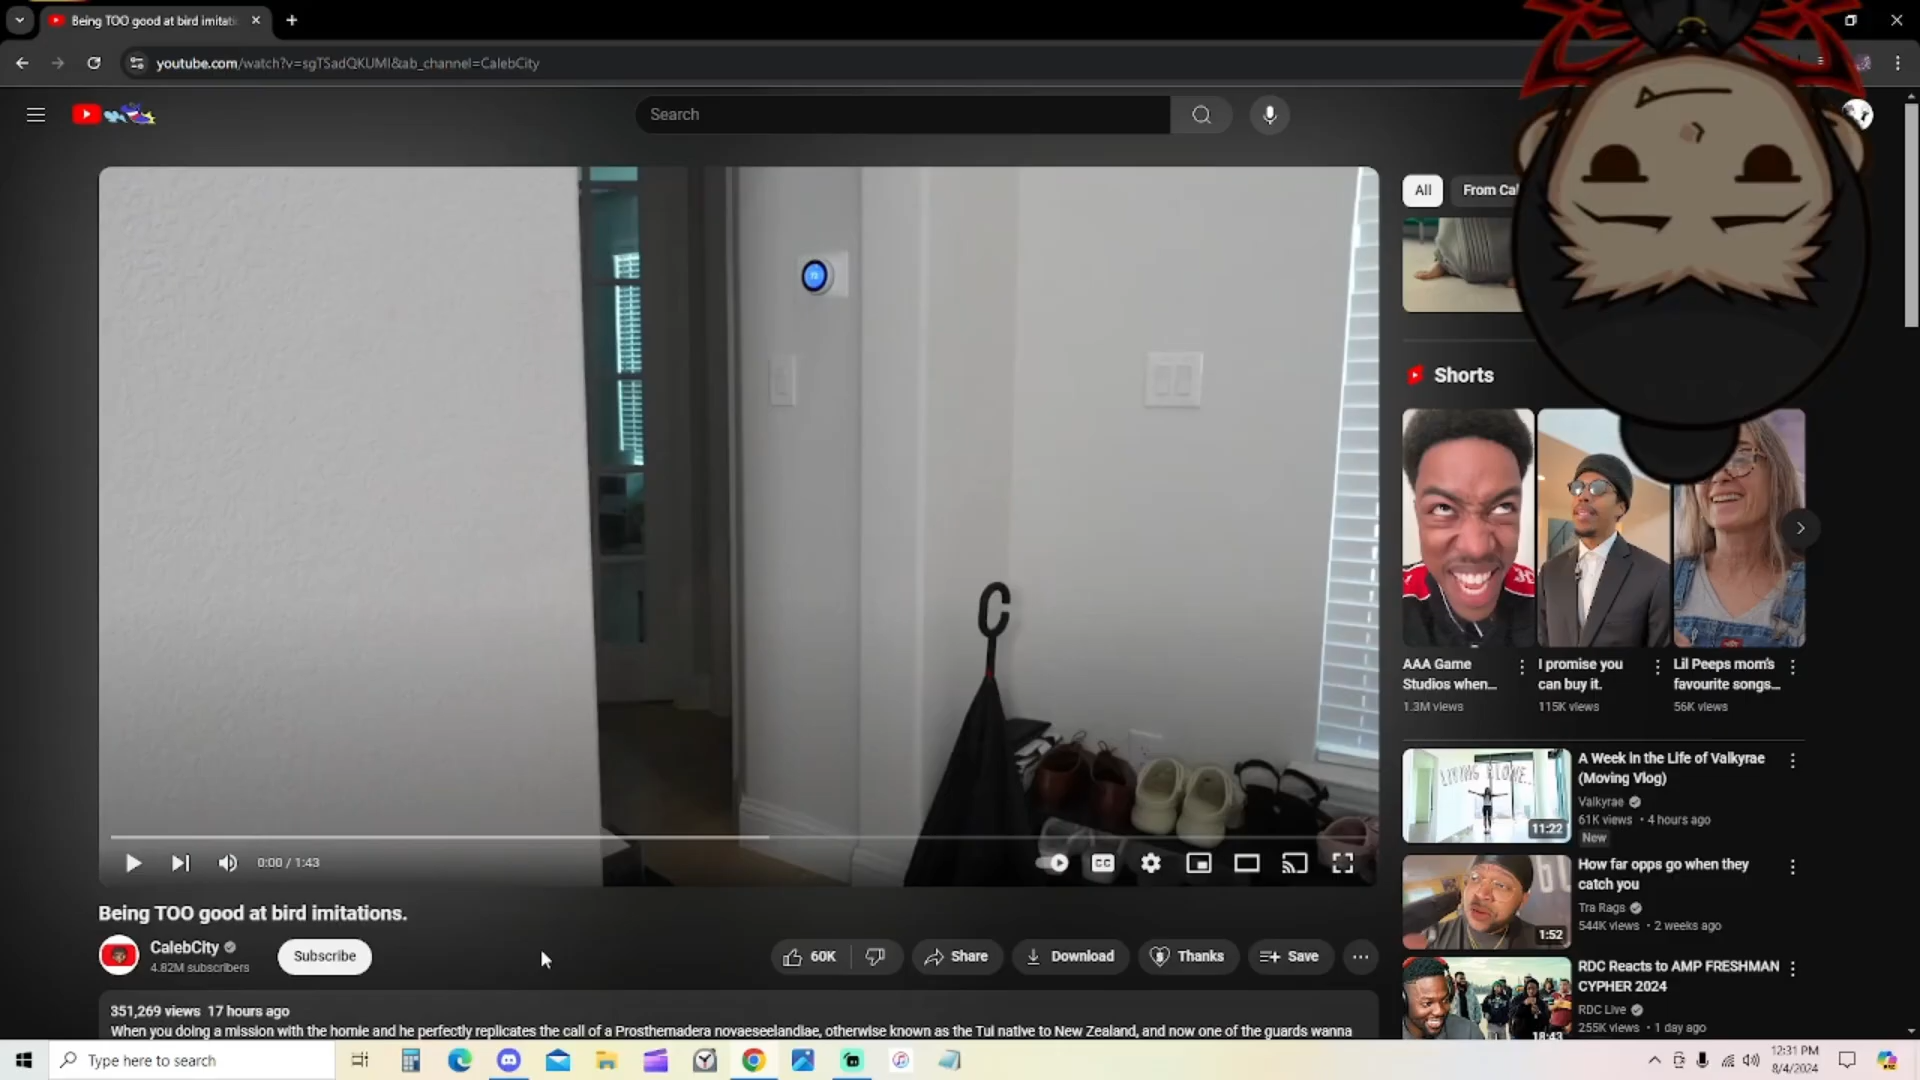 Being TOO good at bird imitati
youtube.com/watch?v=sgTSadQKUMI&ab_channel=CalebCity
Search
All
From Cal
Shorts
AAA Game
Studios when...
1.3M views
I promise you
can buy it.
115K views
Lil Peeps mom's
favourite songs...
56K views
LIVING ALONE...
11:22
A Week in the Life of Valkyrae
(Moving Vlog)
Valkyrae
61K views • 4 hours ago
New
1:52
How far opps go when they
catch you
Tra Rags
544K views • 2 weeks ago
18:43
RDC Reacts to AMP FRESHMAN
CYPHER 2024
RDC Live
255K views • 1 day ago
0:00 / 1:43
CC
Being TOO good at bird imitations.
CalebCity
4.82M subscribers
Subscribe
60K
Share
Download
Thanks
Save
351,269 views 17 hours ago
When you doing a mission with the homie and he perfectly replicates the call of a Prosthemadera novaeseelandiae, otherwise known as the Tui native to New Zealand, and now one of the guards wanna
Type here to search
12:31 PM
8/4/2024